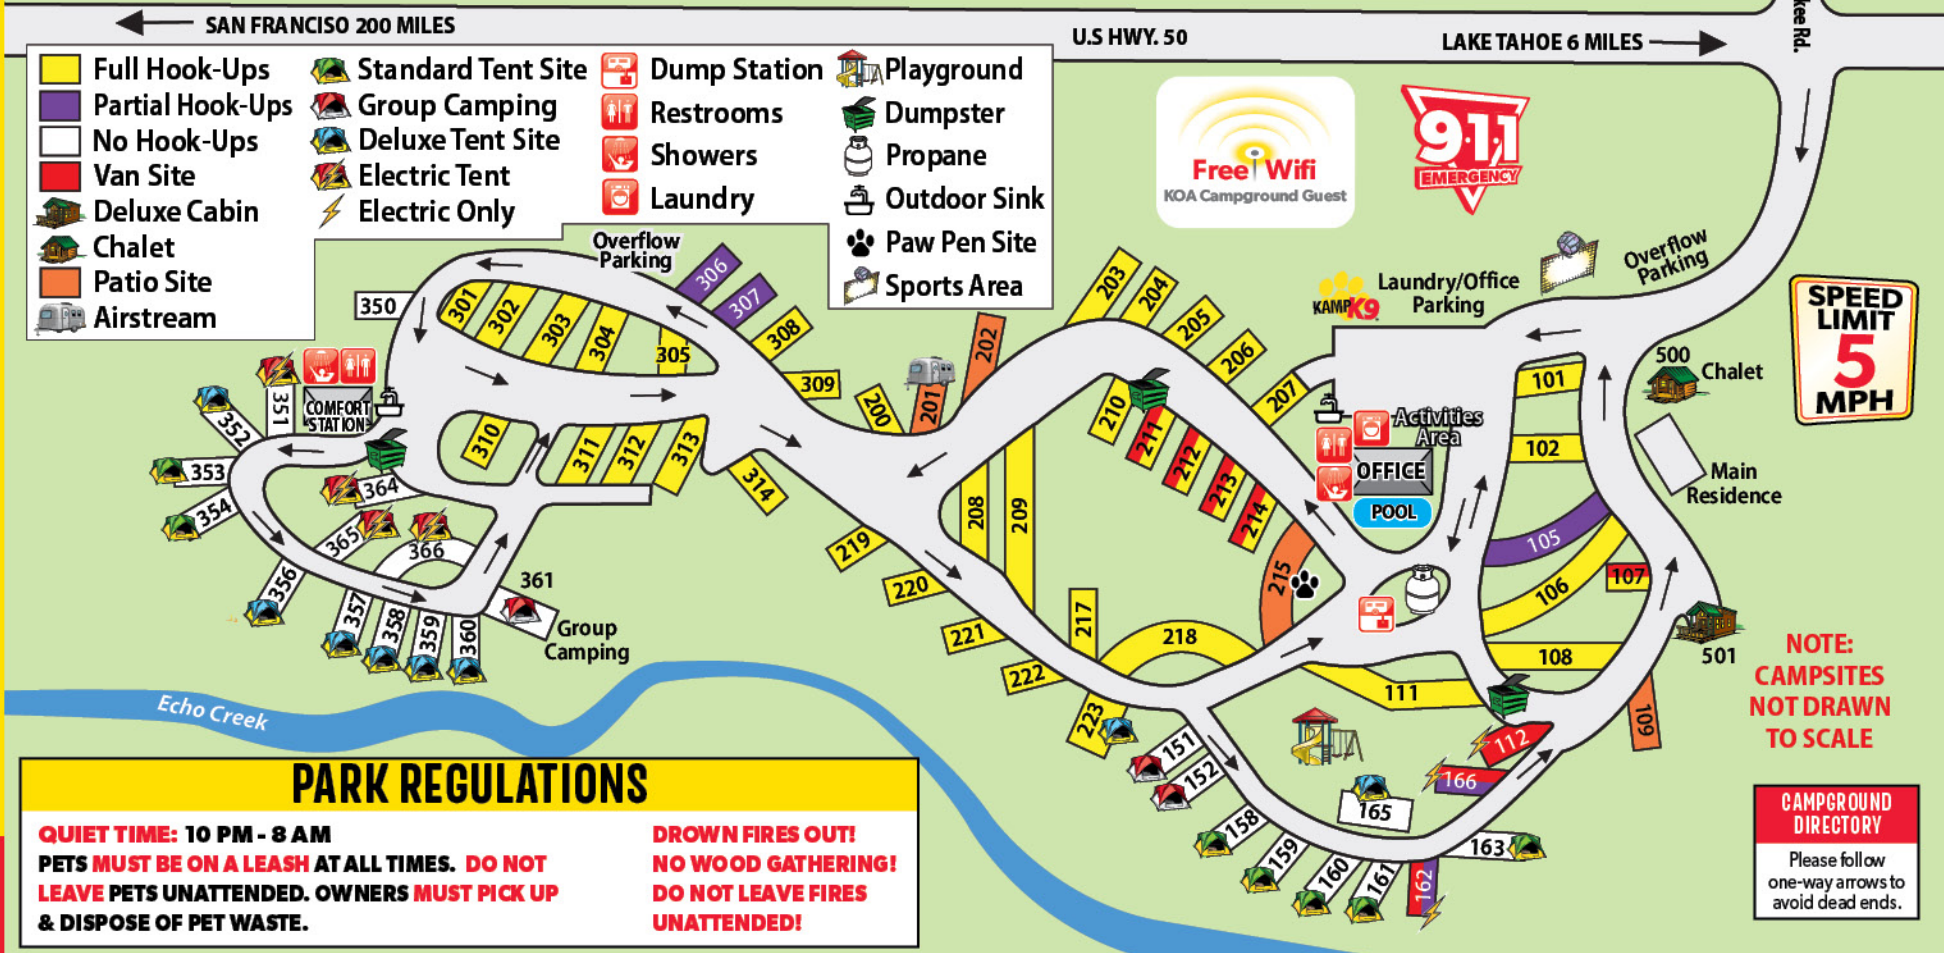 SAN FRANCISO 200 MILES
U.S HWY. 50
LAKE TAHOE 6 MILES
kee Rd.
Full Hook-Ups
Partial Hook-Ups
No Hook-Ups
Van Site
Deluxe Cabin
Chalet
Patio Site
Airstream
Standard Tent Site
Group Camping
Deluxe Tent Site
Electric Tent
Electric Only
Dump Station
Restrooms
Showers
Laundry
Playground
Dumpster
Propane
Outdoor Sink
Paw Pen Site
Sports Area
Free Wifi
KOA Campground Guest
9.1.1
EMERGENCY
Overflow
Parking
306
307
308
309
350
301
302
303
304
305
351
352
353
354
COMFORT
STATION
310
311
312
313
314
364
365
366
356
357
358
359
360
361
Group
Camping
200
201
202
203
204
205
206
207
208
209
210
211
212
213
214
215
217
218
219
220
221
222
223
KAMP K9
Laundry/Office
Parking
Overflow
Parking
SPEED
LIMIT
5
MPH
500
Chalet
Activities
Area
OFFICE
POOL
Main
Residence
101
102
105
106
107
108
109
111
112
501
151
152
158
159
160
161
162
163
165
166
NOTE:
CAMPSITES
NOT DRAWN
TO SCALE
CAMPGROUND
DIRECTORY
Please follow
one-way arrows to
avoid dead ends.
Echo Creek
PARK REGULATIONS
QUIET TIME: 10 PM - 8 AM
PETS MUST BE ON A LEASH AT ALL TIMES. DO NOT
LEAVE PETS UNATTENDED. OWNERS MUST PICK UP
& DISPOSE OF PET WASTE.
DROWN FIRES OUT!
NO WOOD GATHERING!
DO NOT LEAVE FIRES
UNATTENDED!